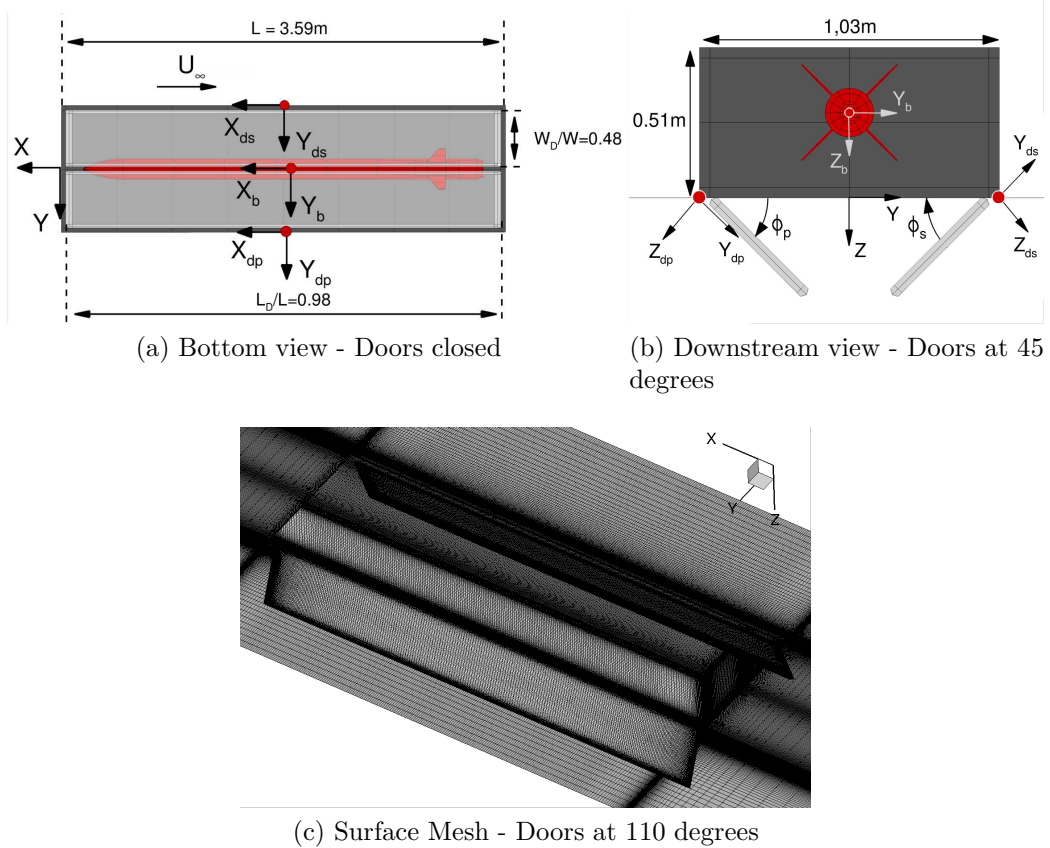 L = 3.59m
U∞
X_ds
Y_ds
W_D/W=0.48
X
X_b
Y_b
Y
X_dp
Y_dp
L_D/L=0.98
(a) Bottom view - Doors closed
1,03m
0.51m
Y_b
Z_b
Y_ds
Y
ϕ_p
ϕ_s
Z_dp
Y_dp
Z
Z_ds
(b) Downstream view - Doors at 45
degrees
X
Y
Z
(c) Surface Mesh - Doors at 110 degrees